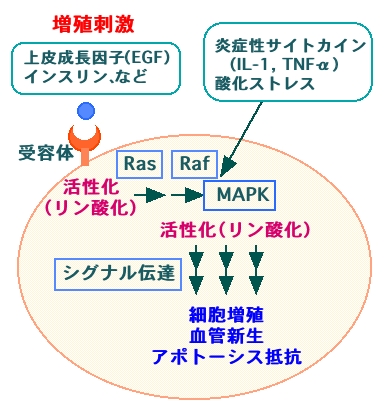 増殖刺激
上皮成長因子(EGF)
インスリン、など
炎症性サイトカイン
(IL-1, TNFα)
酸化ストレス
受容体
Ras
Raf
活性化
(リン酸化)
MAPK
活性化(リン酸化)
シグナル伝達
細胞増殖
血管新生
アポトーシス抵抗